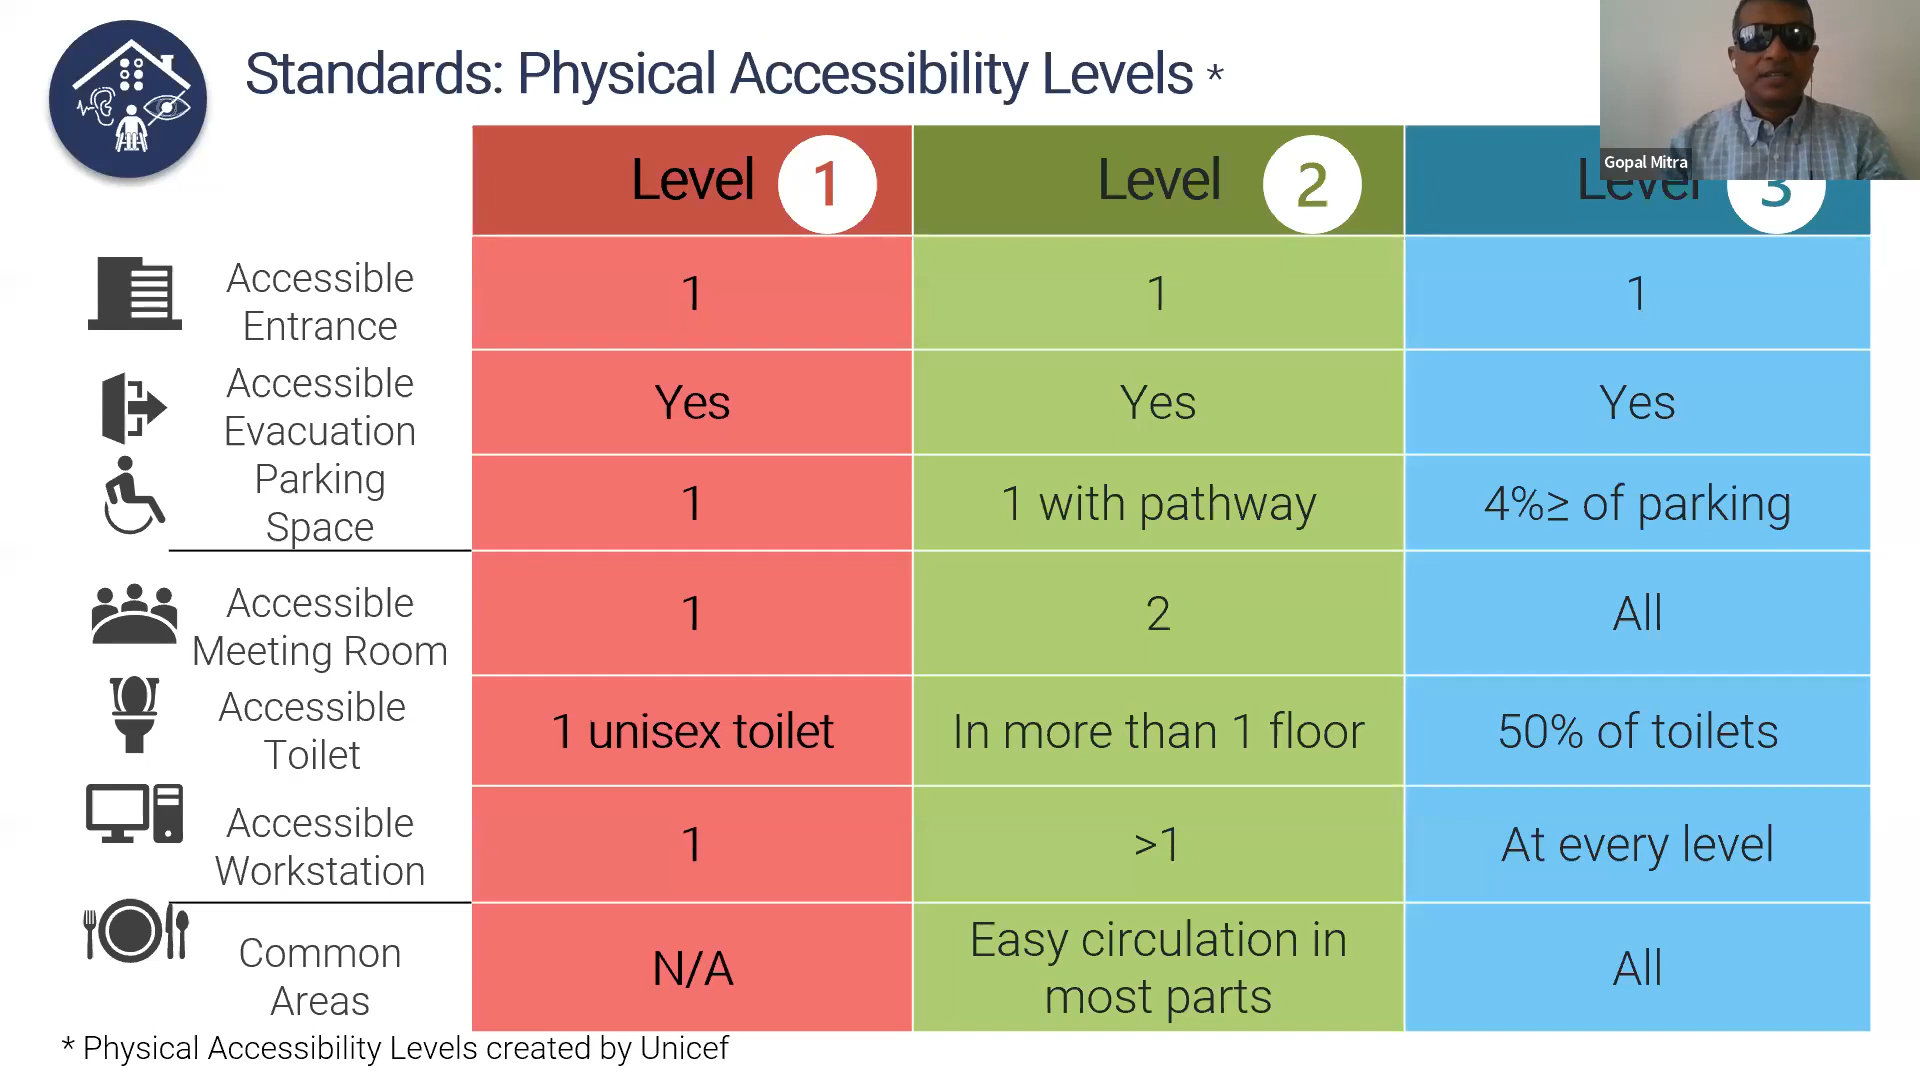 Standards: Physical Accessibility Levels *
Gopal Mitra
Level 1
Level 2
Level 3
Accessible
Entrance
1
1
1
Accessible
Evacuation
Yes
Yes
Yes
Parking
Space
1
1 with pathway
4%≥ of parking
Accessible
Meeting Room
1
2
All
Accessible
Toilet
1 unisex toilet
In more than 1 floor
50% of toilets
Accessible
Workstation
1
>1
At every level
Common
Areas
N/A
Easy circulation in
most parts
All
* Physical Accessibility Levels created by Unicef